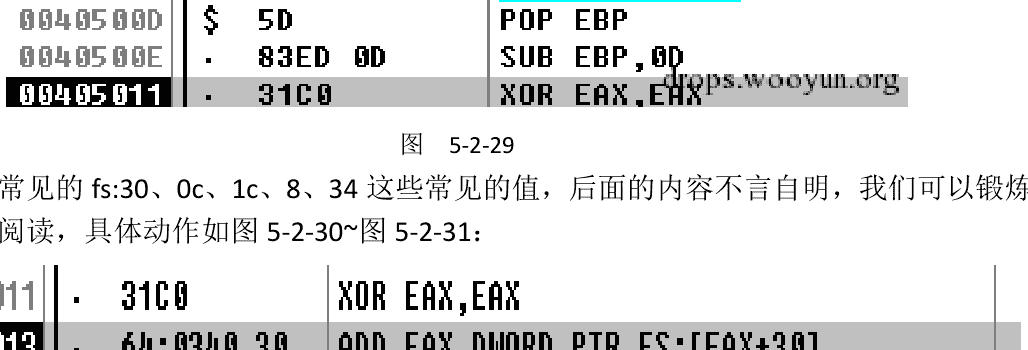 0040500D $ 5D POP EBP
0040500E . 83ED 0D SUB EBP,0D
00405011 . 31C0 XOR EAX,EAX
drops.wooyun.org
图 5-2-29
常见的 fs:30、0c、1c、8、34 这些常见的值，后面的内容不言自明，我们可以锻炼
阅读，具体动作如图 5-2-30~图 5-2-31：
011 . 31C0 XOR EAX,EAX
013 . 64:0340 30 ADD EAX,DWORD PTR FS:[EAX+30]